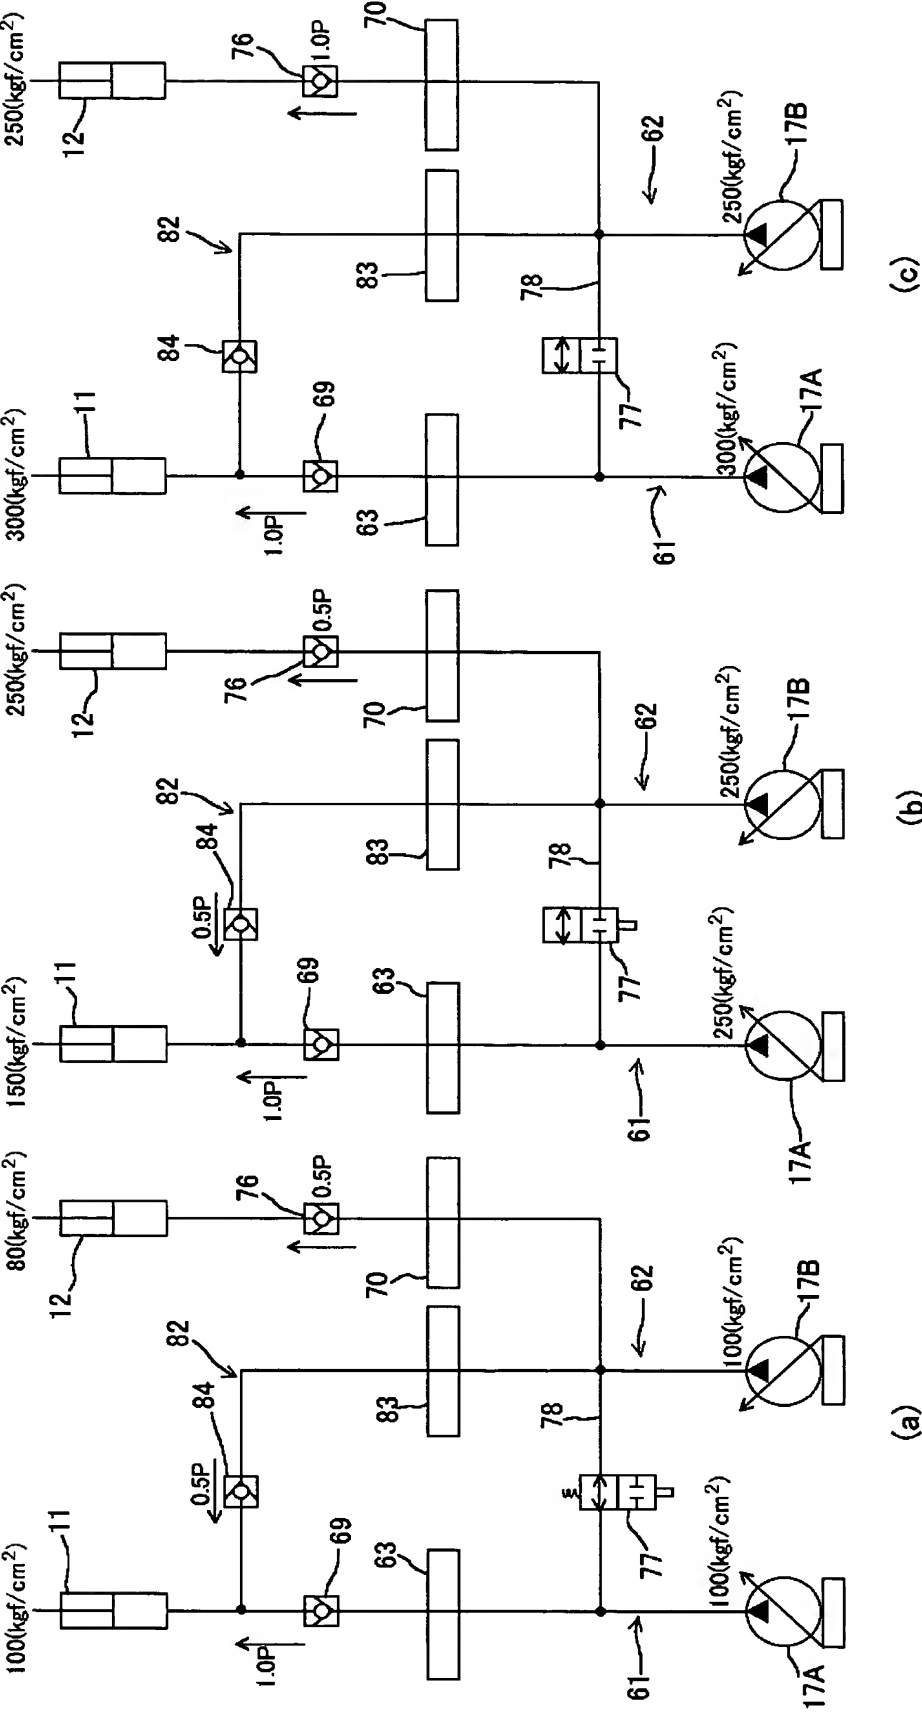 100(kgf/cm²)
80(kgf/cm²)
11
12
82
84
0.5P
76
0.5P
69
1.0P
63
83
70
78
77
62
61
100(kgf/cm²)
100(kgf/cm²)
17A
17B
(a)
150(kgf/cm²)
250(kgf/cm²)
11
12
82
84
0.5P
76
0.5P
69
1.0P
63
83
70
78
77
62
61
250(kgf/cm²)
250(kgf/cm²)
17A
17B
(b)
300(kgf/cm²)
250(kgf/cm²)
11
12
82
84
76
1.0P
69
1.0P
63
83
70
78
77
62
61
300(kgf/cm²)
250(kgf/cm²)
17A
17B
(c)